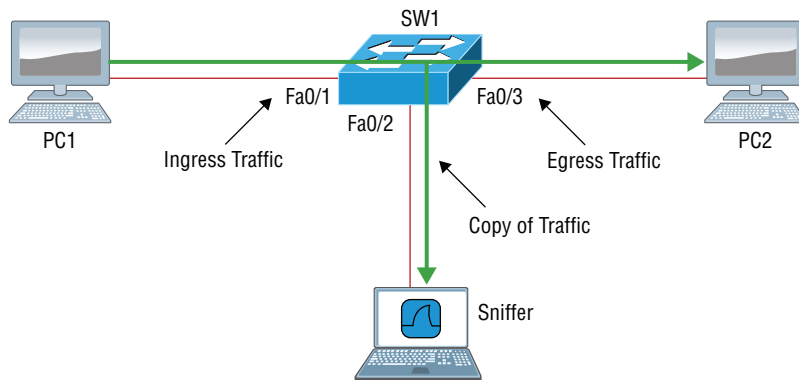 SW1
Fa0/1
Fa0/3
Fa0/2
PC1
PC2
Ingress Traffic
Egress Traffic
Copy of Traffic
Sniffer